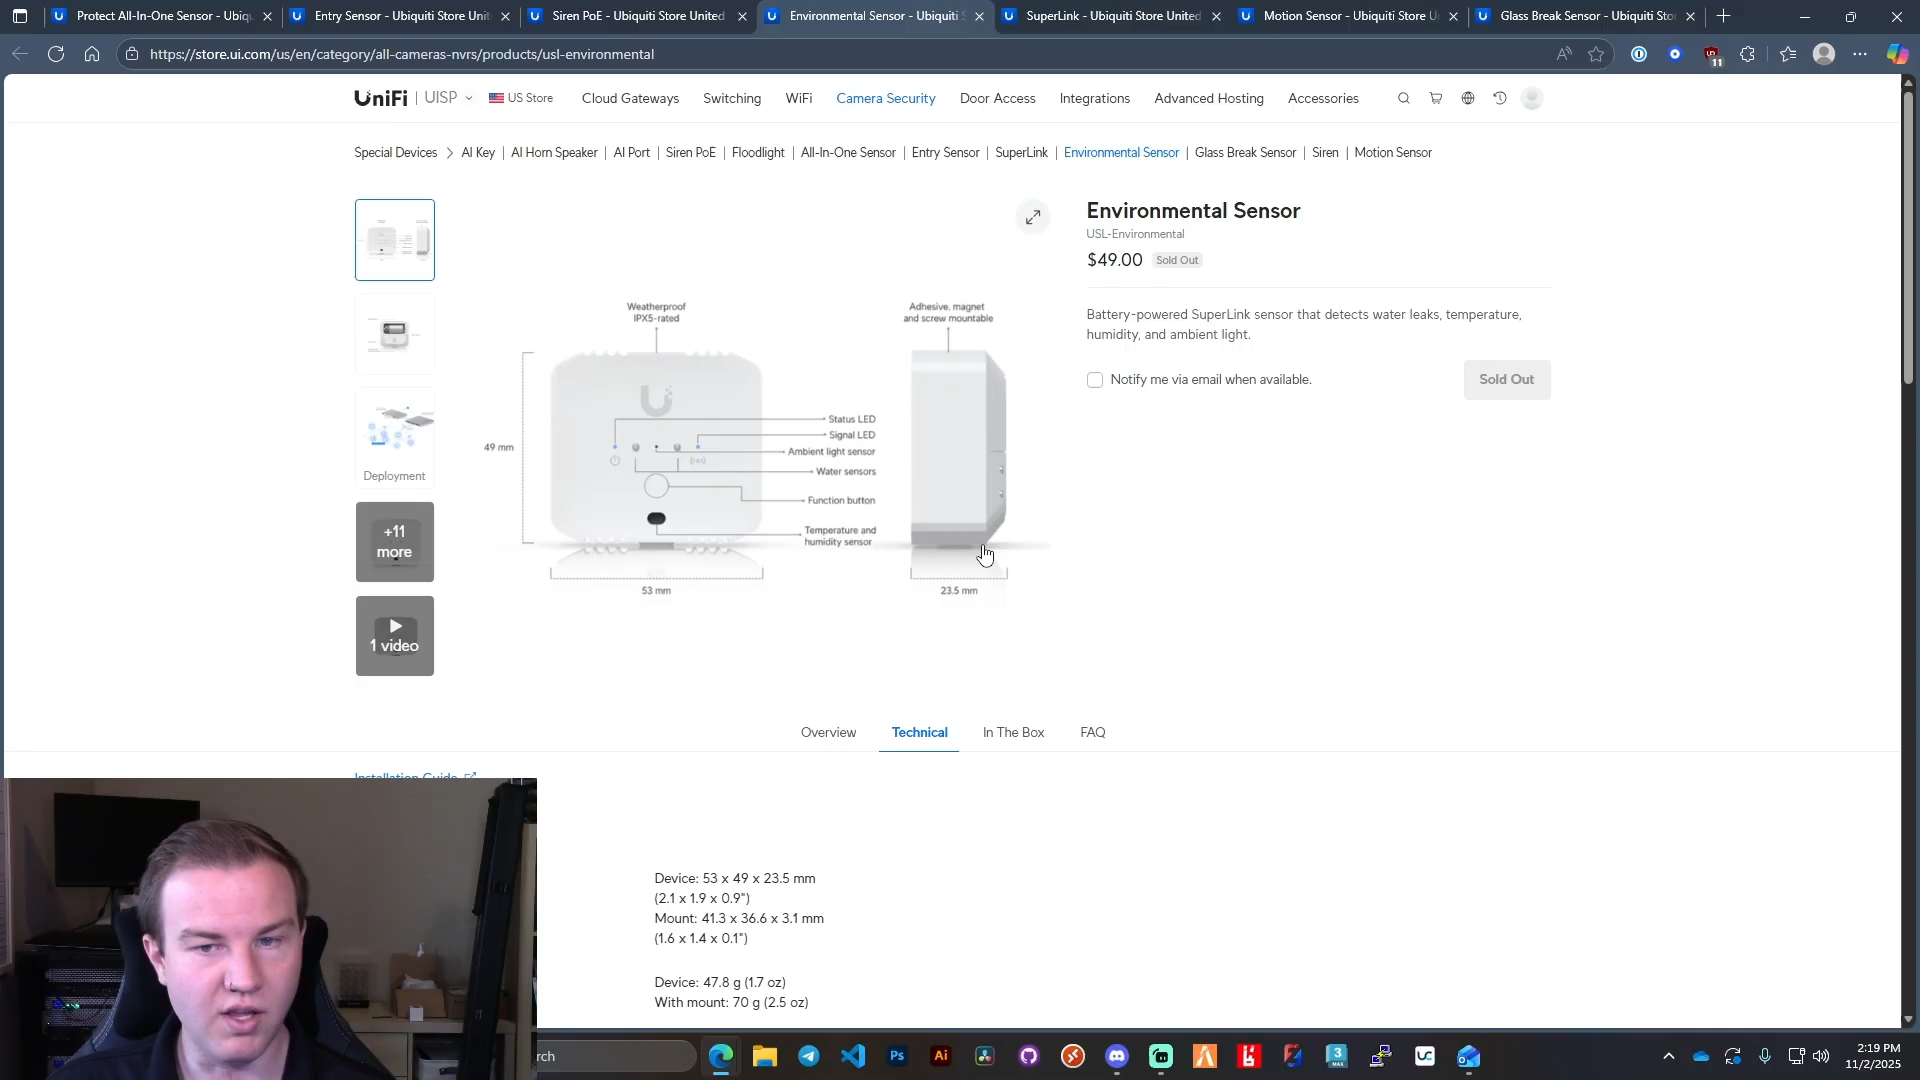 Protect All-In-One Sensor - Ubiqu
Entry Sensor - Ubiquiti Store Unit
Siren PoE - Ubiquiti Store United
Environmental Sensor - Ubiquiti S
SuperLink - Ubiquiti Store United
Motion Sensor - Ubiquiti Store U
Glass Break Sensor - Ubiquiti Sto
https://store.ui.com/us/en/category/all-cameras-nvrs/products/usl-environmental
11
UniFi | UISP
US Store
Cloud Gateways
Switching
WiFi
Camera Security
Door Access
Integrations
Advanced Hosting
Accessories
Special Devices > AI Key | AI Horn Speaker | AI Port | Siren PoE | Floodlight | All-In-One Sensor | Entry Sensor | SuperLink | Environmental Sensor | Glass Break Sensor | Siren | Motion Sensor
Environmental Sensor
USL-Environmental
$49.00 Sold Out
Battery-powered SuperLink sensor that detects water leaks, temperature,
humidity, and ambient light.
Notify me via email when available.
Sold Out
Weatherproof
IPX5-rated
Adhesive, magnet
and screw mountable
49 mm
Status LED
Signal LED
Ambient light sensor
Water sensors
Function button
Temperature and
humidity sensor
53 mm
23.5 mm
Deployment
+11
more
1 video
Overview
Technical
In The Box
FAQ
Installation Guide
Device: 53 x 49 x 23.5 mm
(2.1 x 1.9 x 0.9")
Mount: 41.3 x 36.6 x 3.1 mm
(1.6 x 1.4 x 0.1")
Device: 47.8 g (1.7 oz)
With mount: 70 g (2.5 oz)
rch
Ps
Ai
3
MAX
2:19 PM
11/2/2025